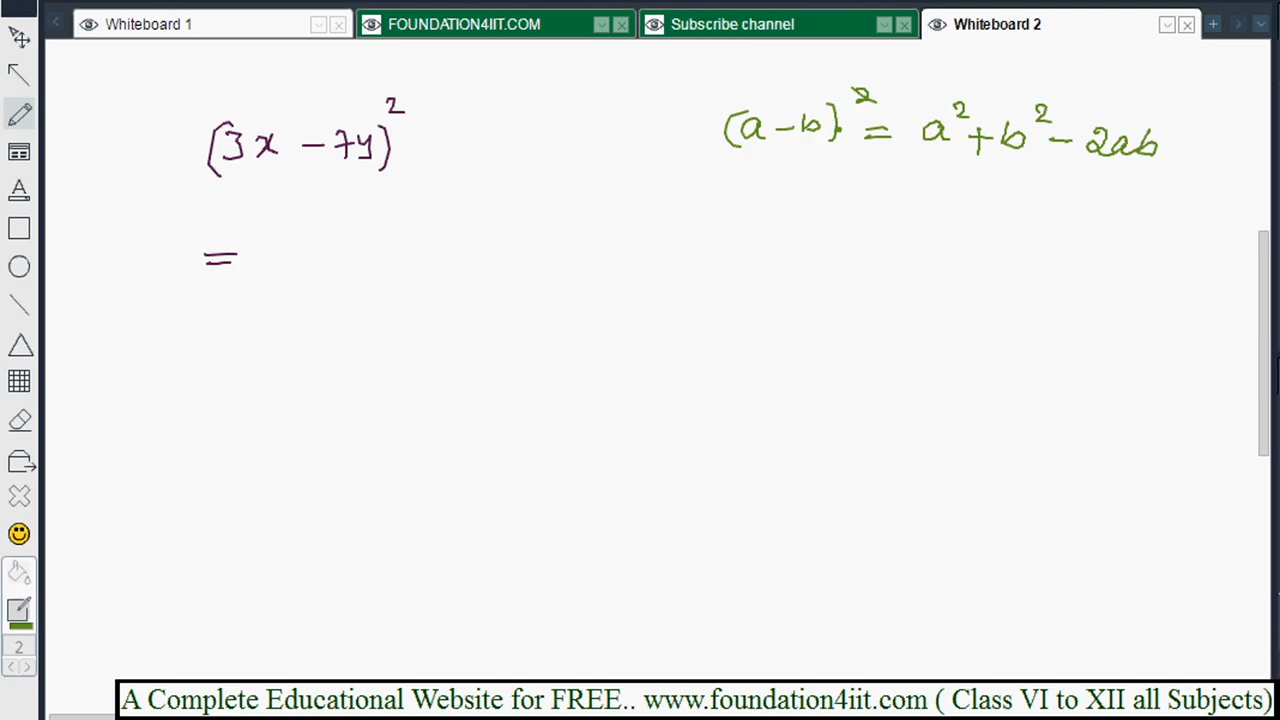 Whiteboard 1 FOUNDATION4IIT.COM Subscribe channel Whiteboard 2
(3x - 7y)² (a - b)² = a² + b² - 2ab
=
2
A Complete Educational Website for FREE.. www.foundation4iit.com ( Class VI to XII all Subjects)